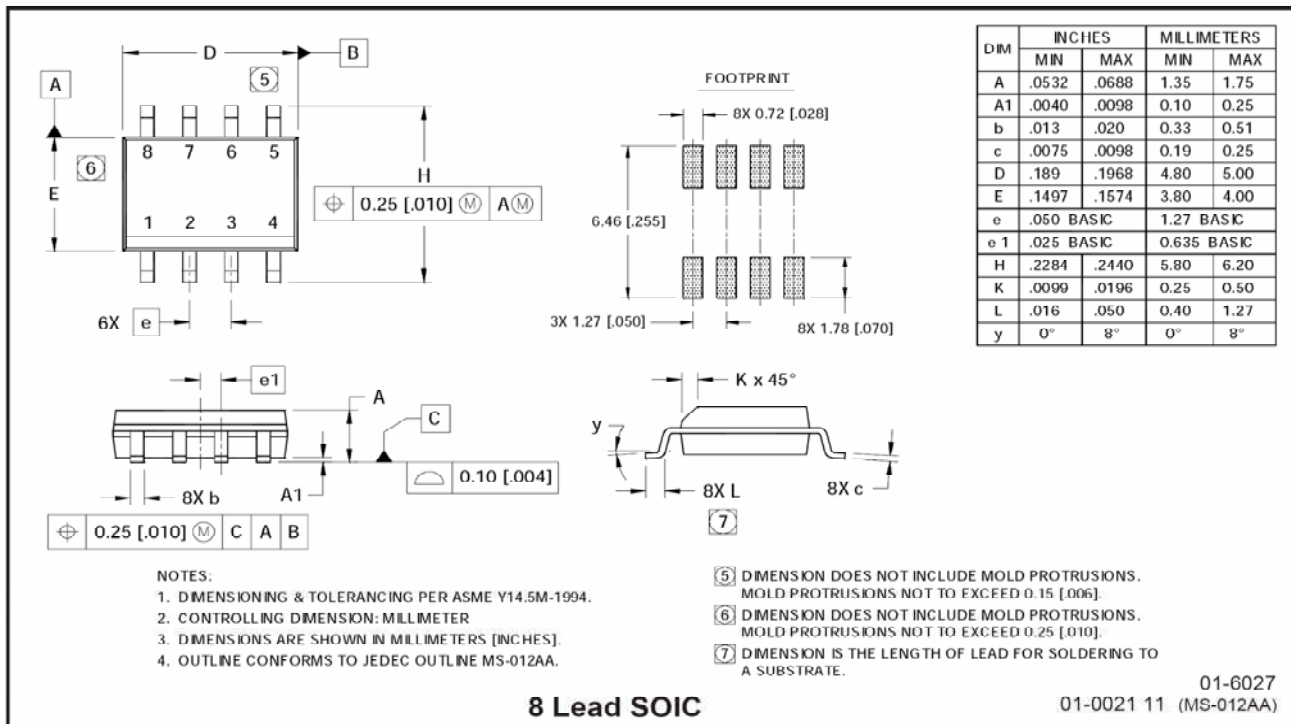 D
B
5
A
8 7 6 5
6
E
H
⌖ 0.25 [.010] Ⓜ A Ⓜ
1 2 3 4
6X e
FOOTPRINT
8X 0.72 [.028]
6.46 [.255]
3X 1.27 [.050]
8X 1.78 [.070]
DIM INCHES MILLIMETERS
MIN MAX MIN MAX
A .0532 .0688 1.35 1.75
A1 .0040 .0098 0.10 0.25
b .013 .020 0.33 0.51
c .0075 .0098 0.19 0.25
D .189 .1968 4.80 5.00
E .1497 .1574 3.80 4.00
e .050 BASIC 1.27 BASIC
e 1 .025 BASIC 0.635 BASIC
H .2284 .2440 5.80 6.20
K .0099 .0196 0.25 0.50
L .016 .050 0.40 1.27
y 0° 8° 0° 8°
e1
A
C
0.10 [.004]
8X b
A1
⌖ 0.25 [.010] Ⓜ C A B
K x 45°
y
8X L
8X c
7
NOTES:
1. DIMENSIONING & TOLERANCING PER ASME Y14.5M-1994.
2. CONTROLLING DIMENSION: MILLIMETER
3. DIMENSIONS ARE SHOWN IN MILLIMETERS [INCHES].
4. OUTLINE CONFORMS TO JEDEC OUTLINE MS-012AA.
5 DIMENSION DOES NOT INCLUDE MOLD PROTRUSIONS.
MOLD PROTRUSIONS NOT TO EXCEED 0.15 [.006].
6 DIMENSION DOES NOT INCLUDE MOLD PROTRUSIONS.
MOLD PROTRUSIONS NOT TO EXCEED 0.25 [.010].
7 DIMENSION IS THE LENGTH OF LEAD FOR SOLDERING TO
A SUBSTRATE.
8 Lead SOIC
01-6027
01-0021 11 (MS-012AA)